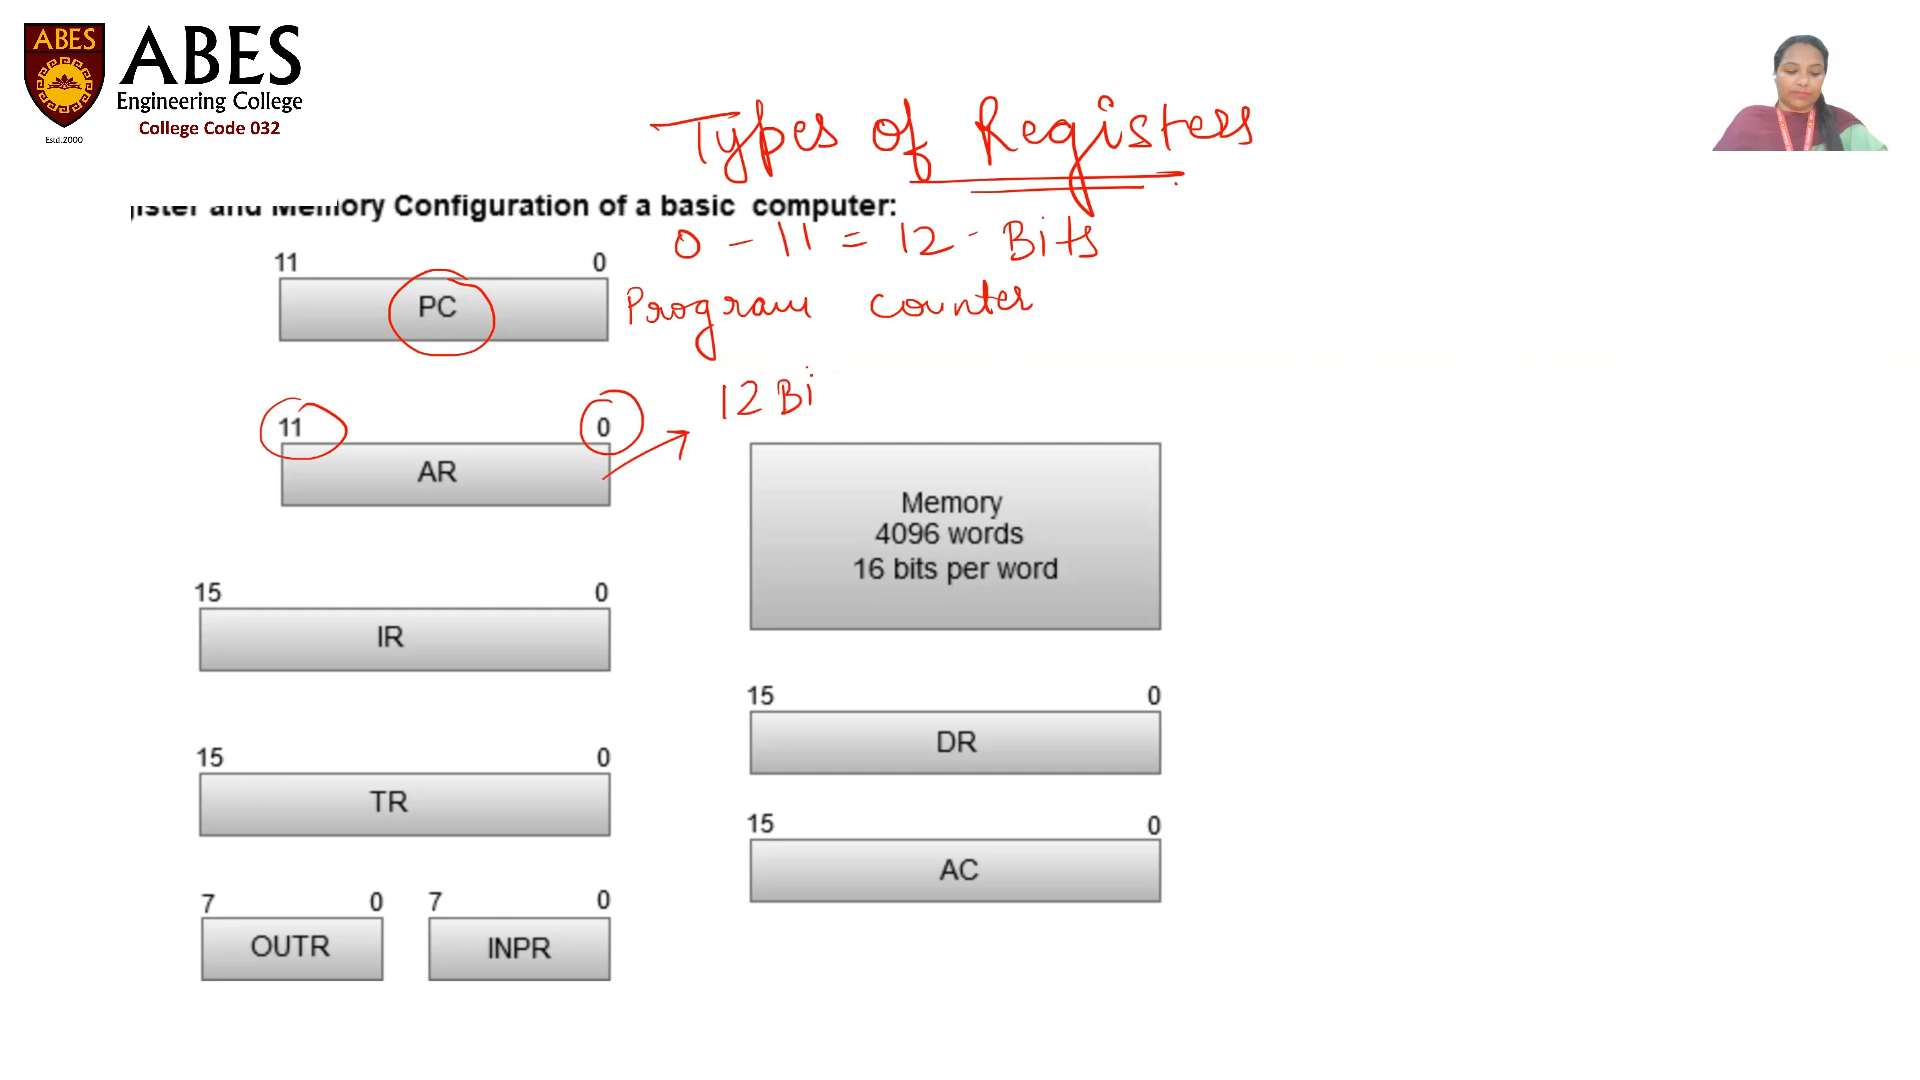 ABES
ABES
Engineering College
College Code 032
Estd.2000
Types of Registers
ister and Memory Configuration of a basic computer:
0 - 11 = 12 - Bits
11 0
PC
Program counter
12 Bi
11 0
AR
Memory
4096 words
16 bits per word
15 0
IR
15 0
DR
15 0
TR
15 0
AC
7 0
OUTR
7 0
INPR